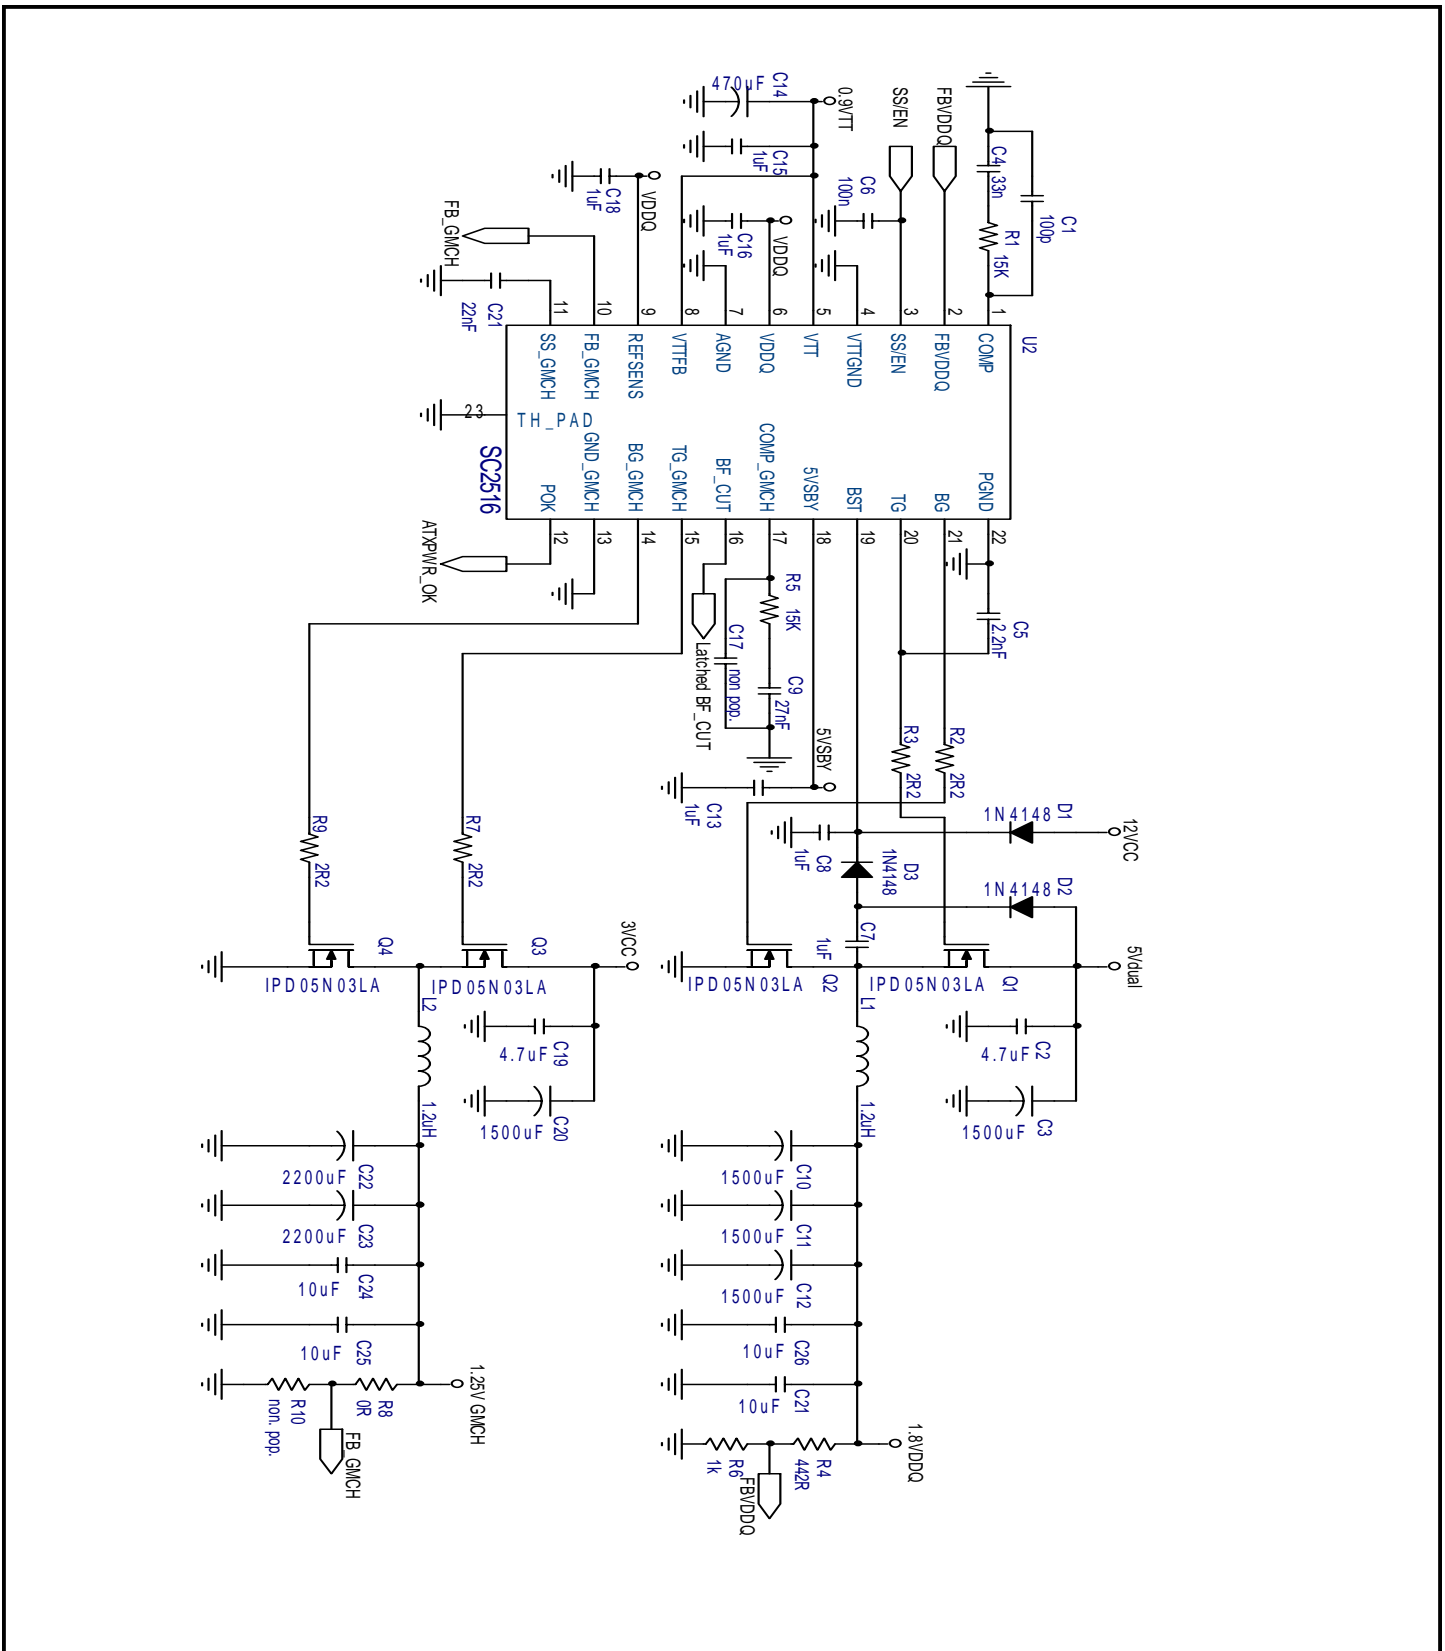 C14
470uF
0.9VTT
SS/EN
FBVDDQ
C4
33n
C1
100p
R1
15K
C15
1uF
C6
100n
C18
1uF
VDDQ
C16
1uF
VDDQ
FB_GMCH
C21
22nF
U2
1
COMP
2
FBVDDQ
3
SS/EN
4
VTTGND
5
VTT
6
VDDQ
7
AGND
8
VTTFB
9
REFSENS
10
FB_GMCH
11
SS_GMCH
23
TH_PAD
SC2516
PGND
22
BG
21
TG
20
BST
19
5VSBY
18
COMP_GMCH
17
BF_CUT
16
TG_GMCH
15
BG_GMCH
14
GND_GMCH
13
POK
12
ATXPWR_OK
R5
15K
C17
non pop.
C9
27nF
Latched BF_CUT
5VSBY
C13
1uF
C5
2.2nF
R3
2R2
R2
2R2
D1
1N4148
12VCC
D2
1N4148
D3
1N4148
C8
1uF
C7
1uF
5Vdual
Q1
IPD05N03LA
Q2
IPD05N03LA
R9
2R2
R7
2R2
3VCC
Q3
IPD05N03LA
Q4
IPD05N03LA
L1
1.2uH
C2
4.7uF
C3
1500uF
L2
1.2uH
C19
4.7uF
C20
1500uF
C10
1500uF
C11
1500uF
C12
1500uF
C26
10uF
C21
10uF
1.8VDDQ
R4
442R
R6
1k
FBVDDQ
C22
2200uF
C23
2200uF
C24
10uF
C25
10uF
1.25V GMCH
R8
0R
R10
non. pop.
FB_GMCH